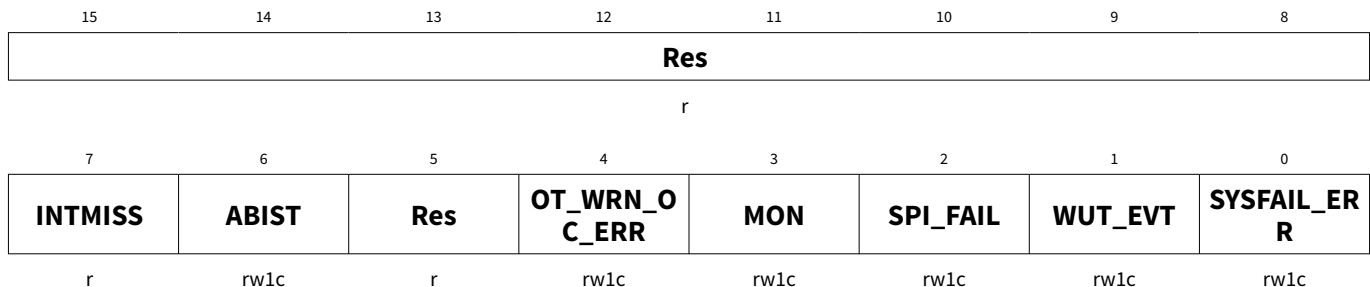 15 14 13 12 11 10 9 8
Res
r
7 6 5 4 3 2 1 0
INTMISS ABIST Res OT_WRN_O MON SPI_FAIL WUT_EVT SYSFAIL_ER
C_ERR R
r rw1c r rw1c rw1c rw1c rw1c rw1c